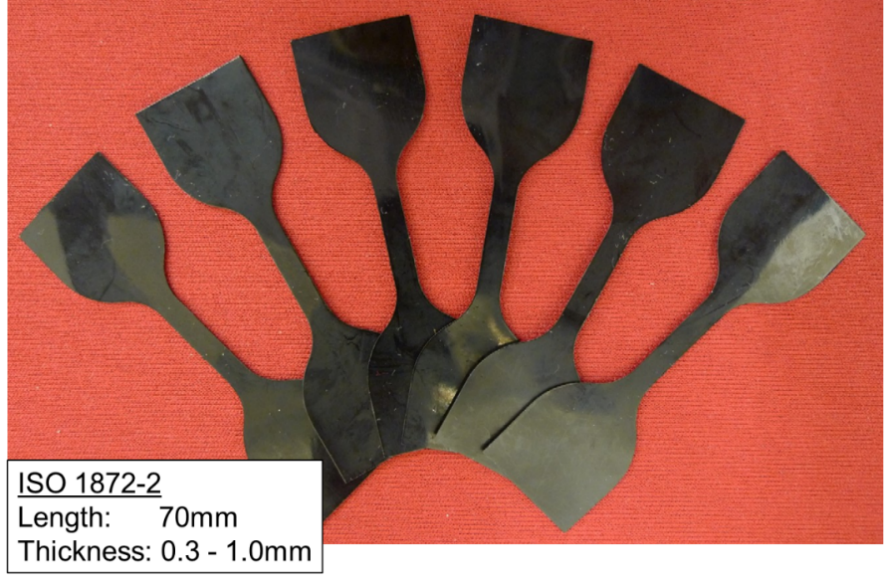 ISO 1872-2
Length: 70mm
Thickness: 0.3 - 1.0mm